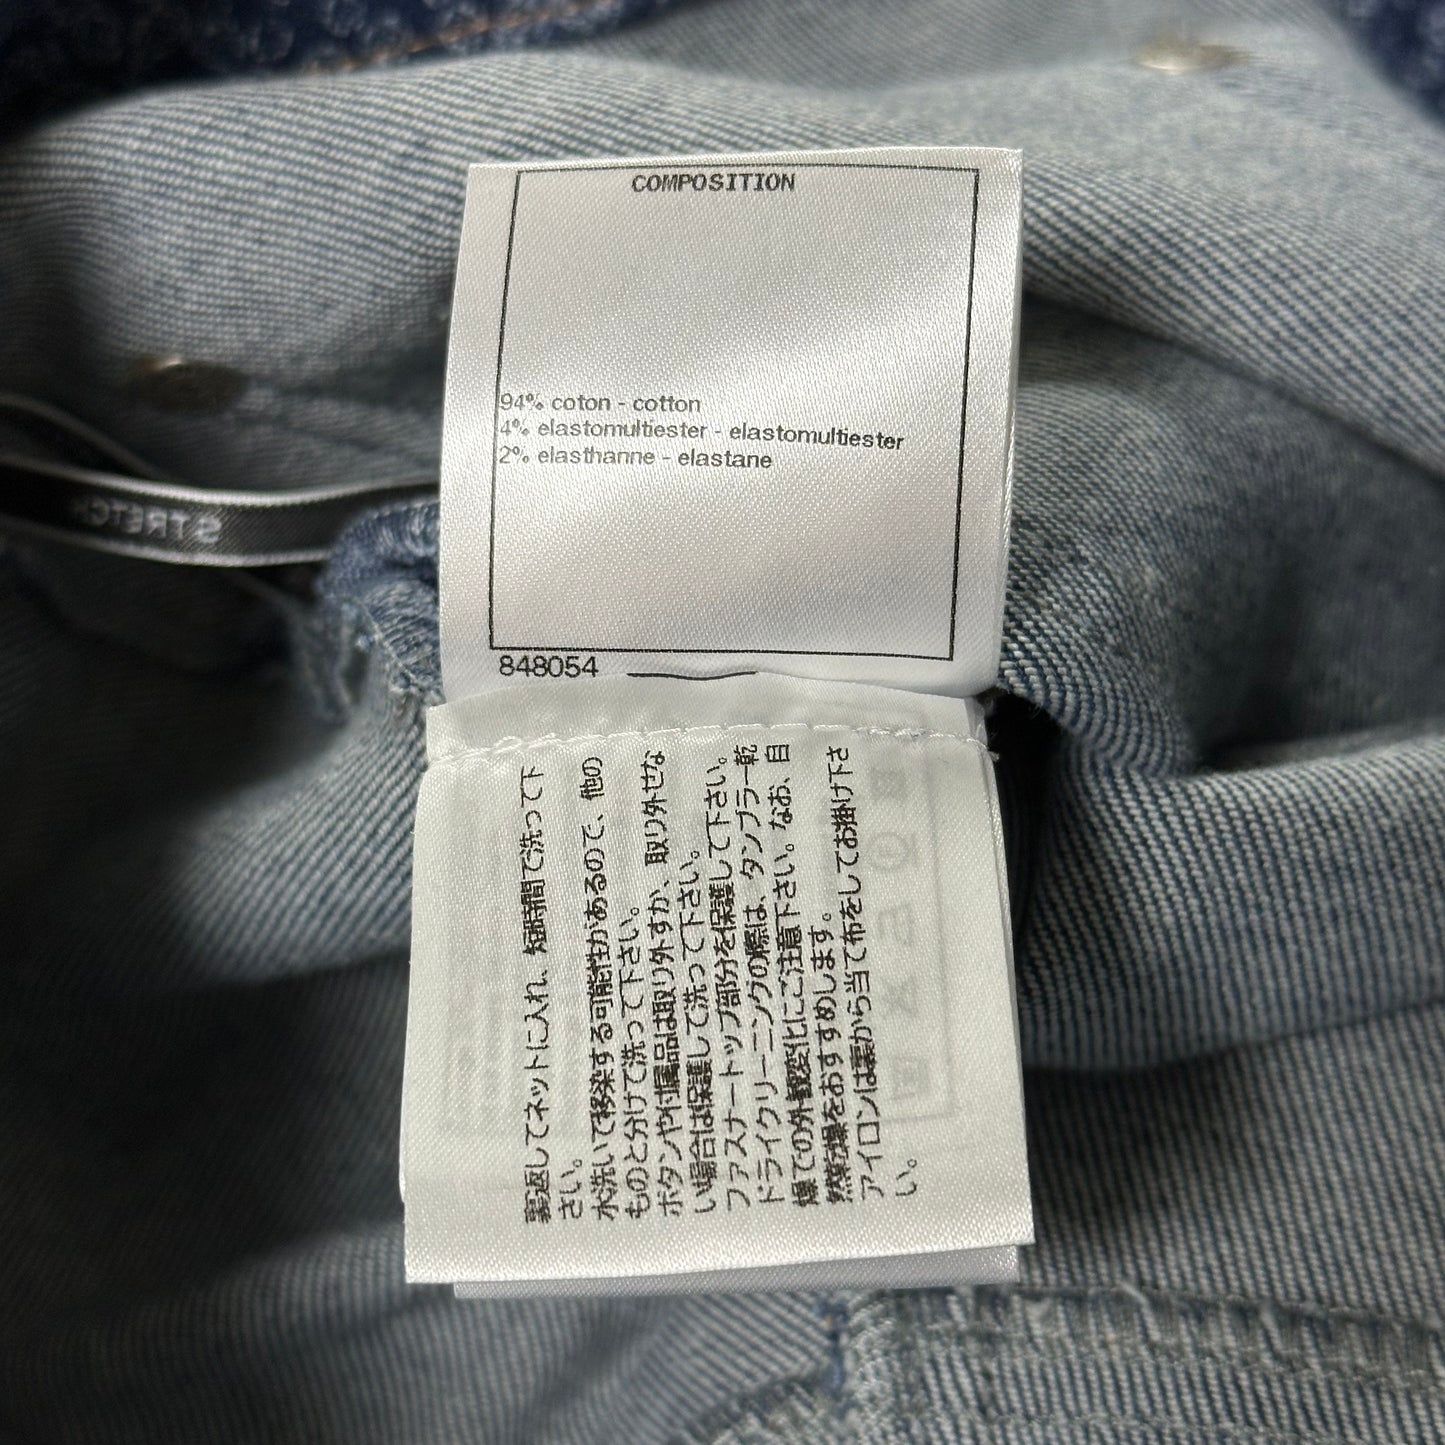 COMPOSITION
94% coton - cotton
4% elastomultiester - elastomultiester
2% elasthanne - elastane
848054
STRETCH
裏返してネットに入れ、短時間で洗って下
さい。
水洗いで移染する可能性があるので、他の
ものと分けて洗って下さい。
ボタンや付属品は取り外すか、取り外せな
い場合は保護して洗って下さい。
ファスナートップ部分を保護して下さい。
ドライクリーニングの際は、タンブラー乾
燥での外観変化にご注意下さい。なお、自
然乾燥をおすすめします。
アイロンは裏から当て布をしてお掛け下さ
い。